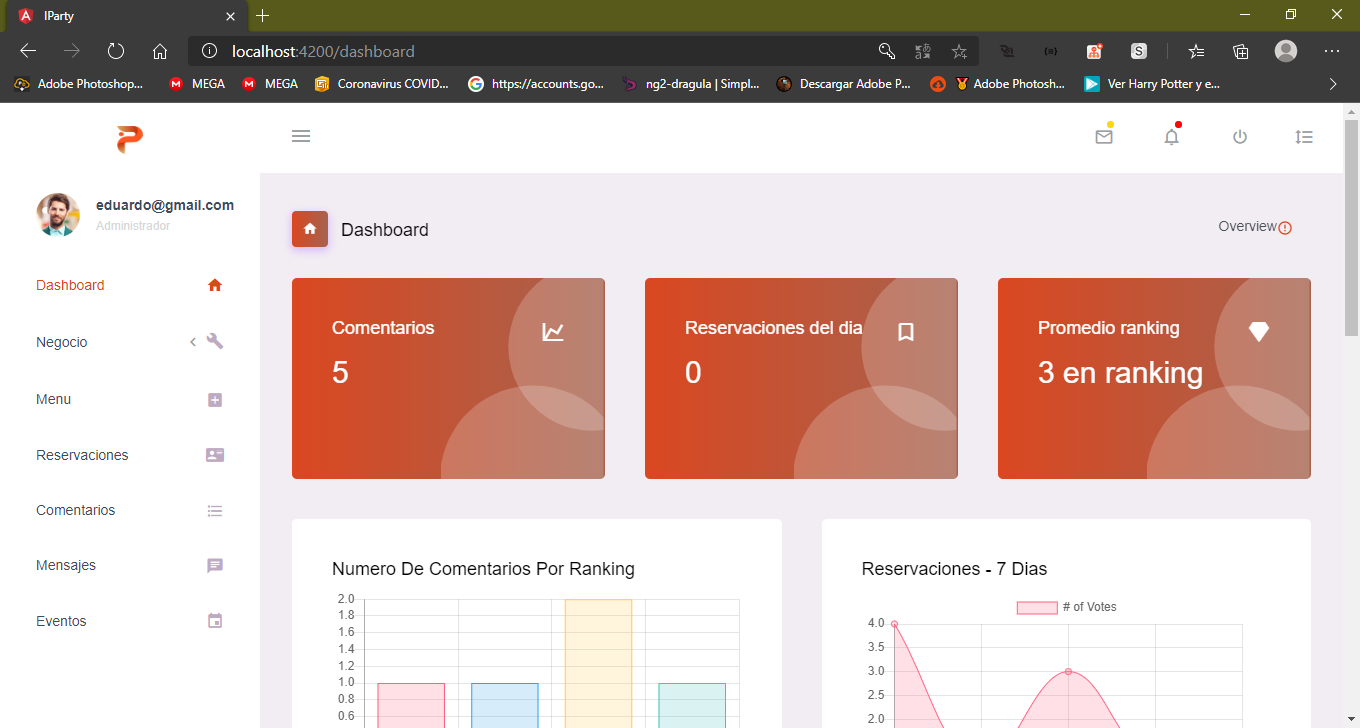 IParty
localhost:4200/dashboard
Adobe Photoshop... MEGA MEGA Coronavirus COVID... https://accounts.go... ng2-dragula | Simpl... Descargar Adobe P... Adobe Photosh... Ver Harry Potter y e...
eduardo@gmail.com
Administrador
Dashboard
Negocio
Menu
Reservaciones
Comentarios
Mensajes
Eventos
Dashboard
Overview
Comentarios
5
Reservaciones del dia
0
Promedio ranking
3 en ranking
Numero De Comentarios Por Ranking
2.0
1.8
1.6
1.4
1.2
1.0
0.8
0.6
Reservaciones - 7 Dias
# of Votes
4.0
3.5
3.0
2.5
2.0